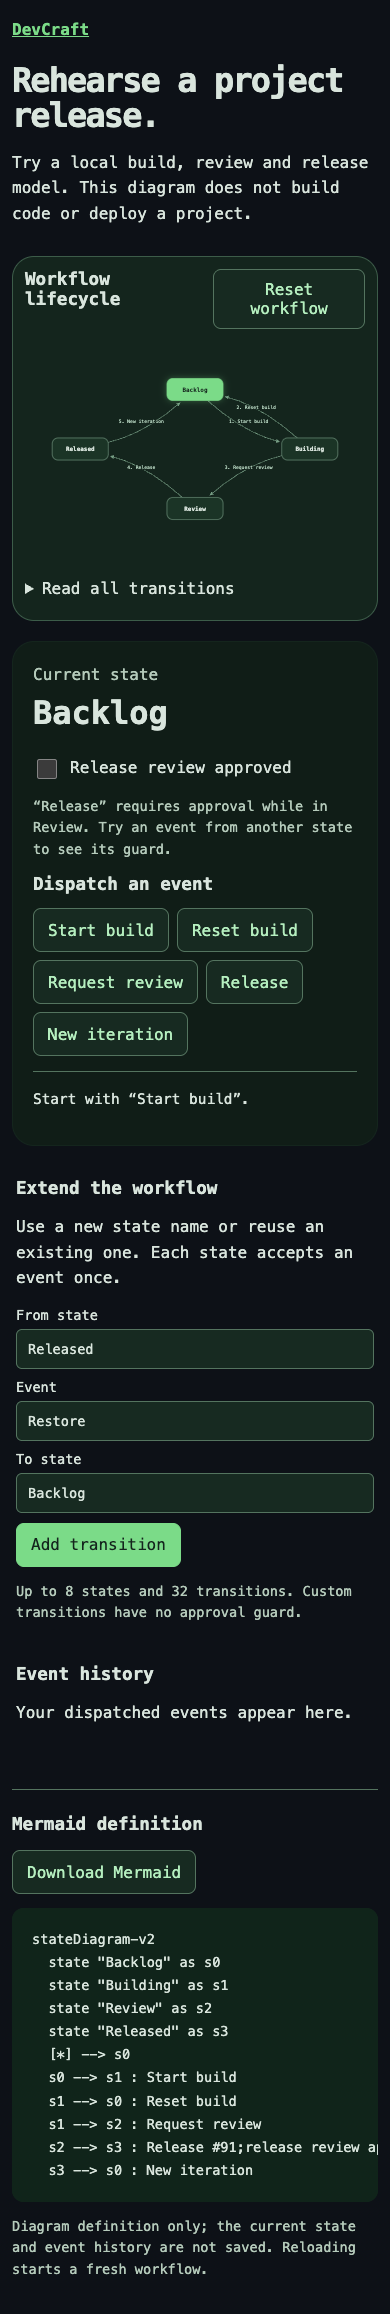 DevCraft
Rehearse a project
release.
Try a local build, review and release
model. This diagram does not build
code or deploy a project.
Workflow
lifecycle
Reset
workflow
Backlog
2. Reset build
5. New iteration
1. Start build
Released
Building
4. Release
3. Request review
Review
Read all transitions
Current state
Backlog
Release review approved
“Release” requires approval while in
Review. Try an event from another state
to see its guard.
Dispatch an event
Start build
Reset build
Request review
Release
New iteration
Start with “Start build”.
Extend the workflow
Use a new state name or reuse an
existing one. Each state accepts an
event once.
From state
Released
Event
Restore
To state
Backlog
Add transition
Up to 8 states and 32 transitions. Custom
transitions have no approval guard.
Event history
Your dispatched events appear here.
Mermaid definition
Download Mermaid
stateDiagram-v2
state "Backlog" as s0
state "Building" as s1
state "Review" as s2
state "Released" as s3
[*] --> s0
s0 --> s1 : Start build
s1 --> s0 : Reset build
s1 --> s2 : Request review
s2 --> s3 : Release #91;release review
s3 --> s0 : New iteration
Diagram definition only; the current state
and event history are not saved. Reloading
starts a fresh workflow.